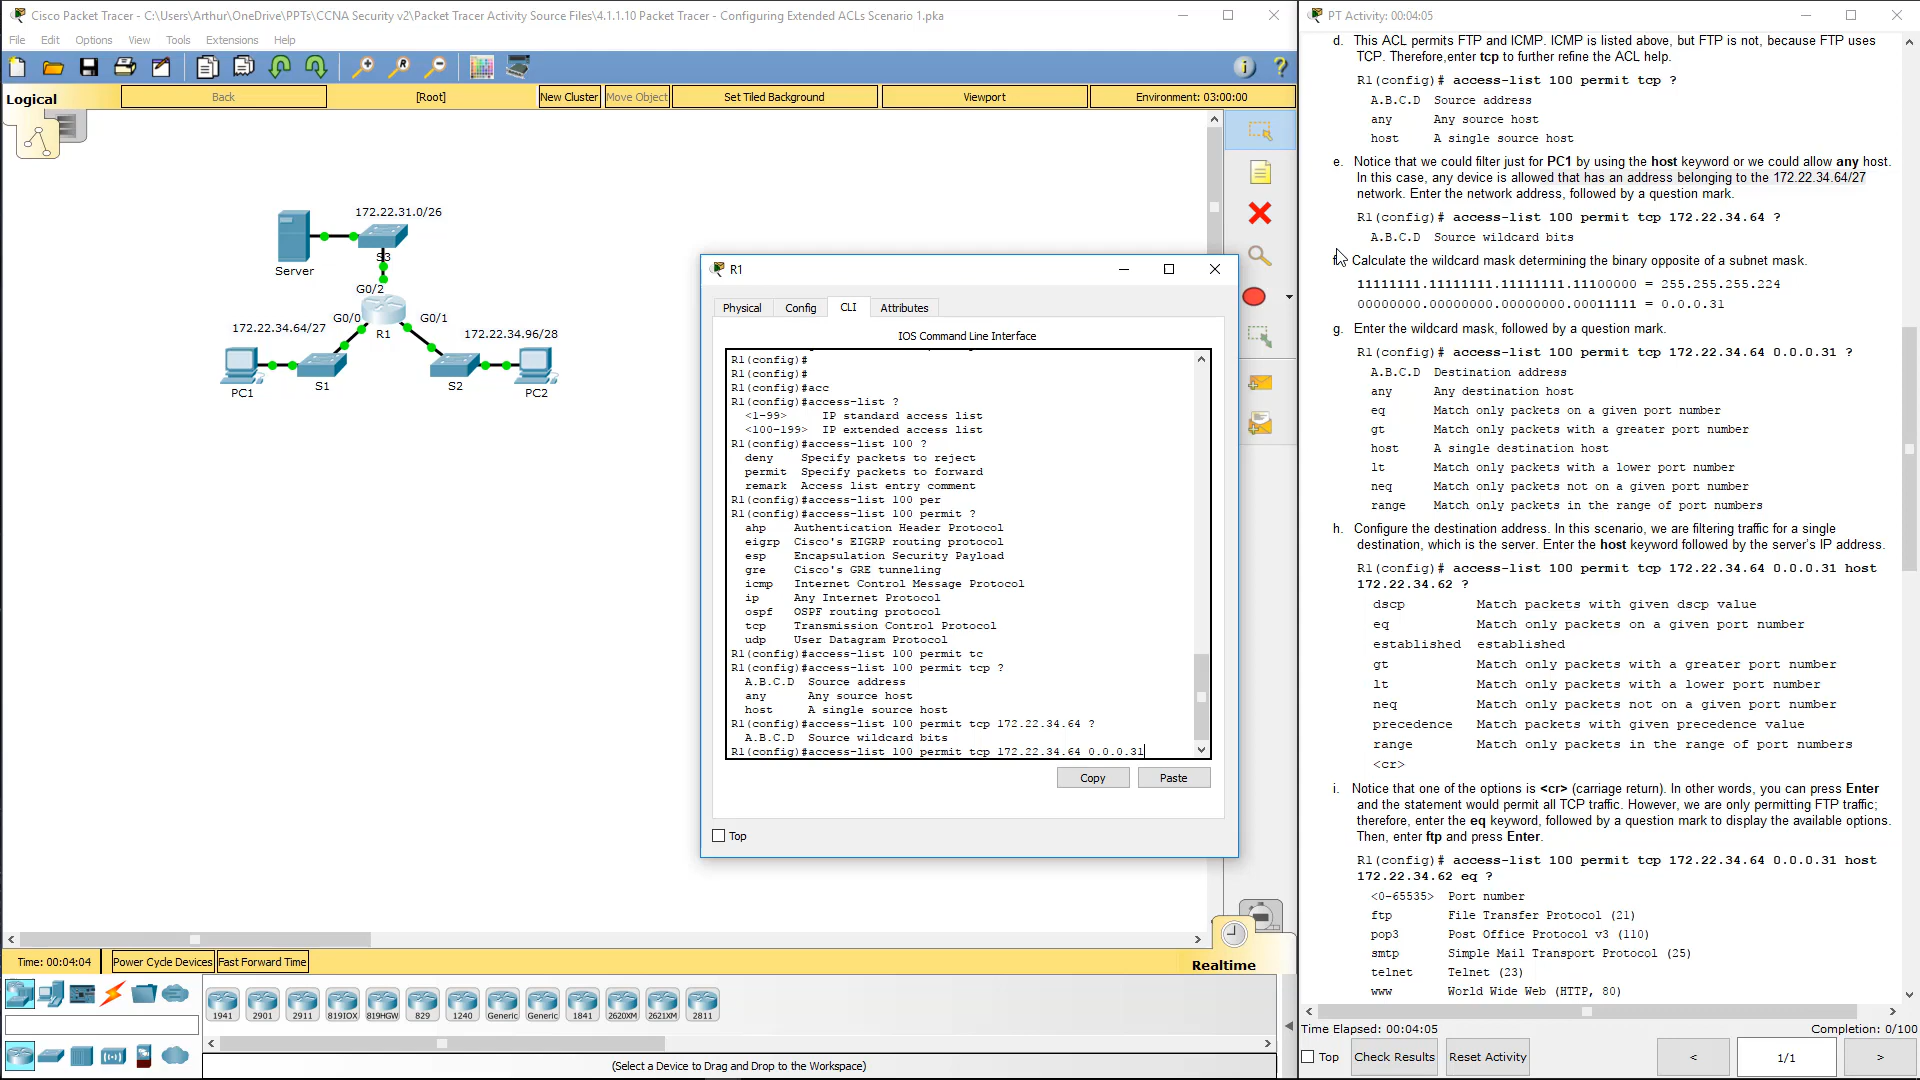 Cisco Packet Tracer - C:\Users\Arthur\OneDrive\PPTs\CCNA Security v2\Packet Tracer Activity Source Files\4.1.1.10 Packet Tracer - Configuring Extended ACLs Scenario 1.pka
File Edit Options View Tools Extensions Help
Logical Back [Root] New Cluster Move Object Set Tiled Background Viewport Environment: 03:00:00
172.22.31.0/26
Server
S3
G0/2
G0/0 G0/1
172.22.34.64/27 R1 172.22.34.96/28
PC1 S1 S2 PC2
R1
Physical Config CLI Attributes
IOS Command Line Interface
R1(config)#
R1(config)#
R1(config)#acc
R1(config)#access-list ?
<1-99> IP standard access list
<100-199> IP extended access list
R1(config)#access-list 100 ?
deny Specify packets to reject
permit Specify packets to forward
remark Access list entry comment
R1(config)#access-list 100 per
R1(config)#access-list 100 permit ?
ahp Authentication Header Protocol
eigrp Cisco's EIGRP routing protocol
esp Encapsulation Security Payload
gre Cisco's GRE tunneling
icmp Internet Control Message Protocol
ip Any Internet Protocol
ospf OSPF routing protocol
tcp Transmission Control Protocol
udp User Datagram Protocol
R1(config)#access-list 100 permit tc
R1(config)#access-list 100 permit tcp ?
A.B.C.D Source address
any Any source host
host A single source host
R1(config)#access-list 100 permit tcp 172.22.34.64 ?
A.B.C.D Source wildcard bits
R1(config)#access-list 100 permit tcp 172.22.34.64 0.0.0.31
Copy Paste
Top
Realtime
Time: 00:04:04 Power Cycle Devices Fast Forward Time
1941 2901 2911 819IOX 819HGW 829 1240 Generic Generic 1841 2620XM 2621XM 2811
(Select a Device to Drag and Drop to the Workspace)
PT Activity: 00:04:05
d. This ACL permits FTP and ICMP. ICMP is listed above, but FTP is not, because FTP uses
TCP. Therefore,enter tcp to further refine the ACL help.
R1(config)# access-list 100 permit tcp ?
A.B.C.D Source address
any Any source host
host A single source host
e. Notice that we could filter just for PC1 by using the host keyword or we could allow any host.
In this case, any device is allowed that has an address belonging to the 172.22.34.64/27
network. Enter the network address, followed by a question mark.
R1(config)# access-list 100 permit tcp 172.22.34.64 ?
A.B.C.D Source wildcard bits
f. Calculate the wildcard mask determining the binary opposite of a subnet mask.
11111111.11111111.11111111.11100000 = 255.255.255.224
00000000.00000000.00000000.00011111 = 0.0.0.31
g. Enter the wildcard mask, followed by a question mark.
R1(config)# access-list 100 permit tcp 172.22.34.64 0.0.0.31 ?
A.B.C.D Destination address
any Any destination host
eq Match only packets on a given port number
gt Match only packets with a greater port number
host A single destination host
lt Match only packets with a lower port number
neq Match only packets not on a given port number
range Match only packets in the range of port numbers
h. Configure the destination address. In this scenario, we are filtering traffic for a single
destination, which is the server. Enter the host keyword followed by the server's IP address.
R1(config)# access-list 100 permit tcp 172.22.34.64 0.0.0.31 host
172.22.34.62 ?
dscp Match packets with given dscp value
eq Match only packets on a given port number
established established
gt Match only packets with a greater port number
lt Match only packets with a lower port number
neq Match only packets not on a given port number
precedence Match packets with given precedence value
range Match only packets in the range of port numbers
<cr>
i. Notice that one of the options is <cr> (carriage return). In other words, you can press Enter
and the statement would permit all TCP traffic. However, we are only permitting FTP traffic;
therefore, enter the eq keyword, followed by a question mark to display the available options.
Then, enter ftp and press Enter.
R1(config)# access-list 100 permit tcp 172.22.34.64 0.0.0.31 host
172.22.34.62 eq ?
<0-65535> Port number
ftp File Transfer Protocol (21)
pop3 Post Office Protocol v3 (110)
smtp Simple Mail Transport Protocol (25)
telnet Telnet (23)
www World Wide Web (HTTP, 80)
Time Elapsed: 00:04:05 Completion: 0/100
Top Check Results Reset Activity < 1/1 >